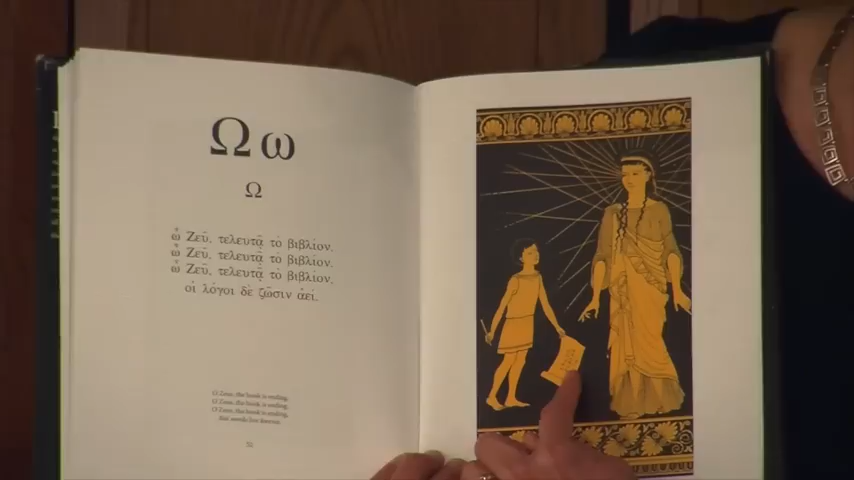 Ω ω
Ω
ὦ Ζεῦ, τελευτᾷ τὸ βιβλίον,
ὦ Ζεῦ, τελευτᾷ τὸ βιβλίον,
ὦ Ζεῦ, τελευτᾷ τὸ βιβλίον,
οἱ λόγοι δὲ ζῶσιν ἀεί.
O Zeus, the book is ending,
O Zeus, the book is ending,
O Zeus, the book is ending,